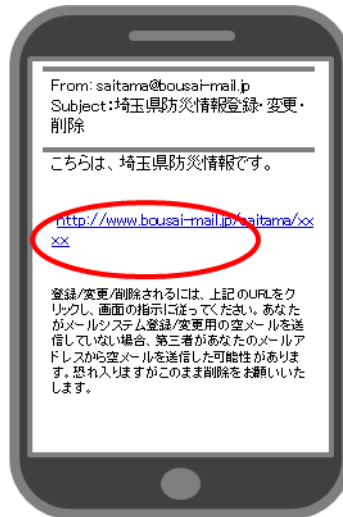 From: saitama@bousai-mail.jp
Subject：埼玉県防災情報登録・変更・
削除
こちらは、埼玉県防災情報です。
http://www.bousai-mail.jp/saitama/xx
xx
登録/変更/削除されるには、上記のURLをク
リックし、画面の指示に従ってください。あなた
がメールシステム登録/変更用の空メールを送
信していない場合、第三者があなたのメールア
ドレスから空メールを送信した可能性がありま
す。恐れ入りますがこのまま削除をお願いいた
します。